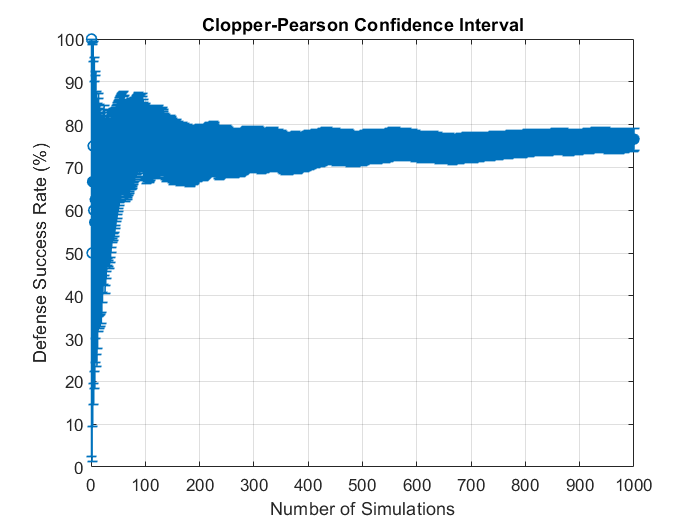 Clopper-Pearson Confidence Interval
100
90
80
70
60
50
40
30
20
10
0
Defense Success Rate (%)
0 100 200 300 400 500 600 700 800 900 1000
Number of Simulations